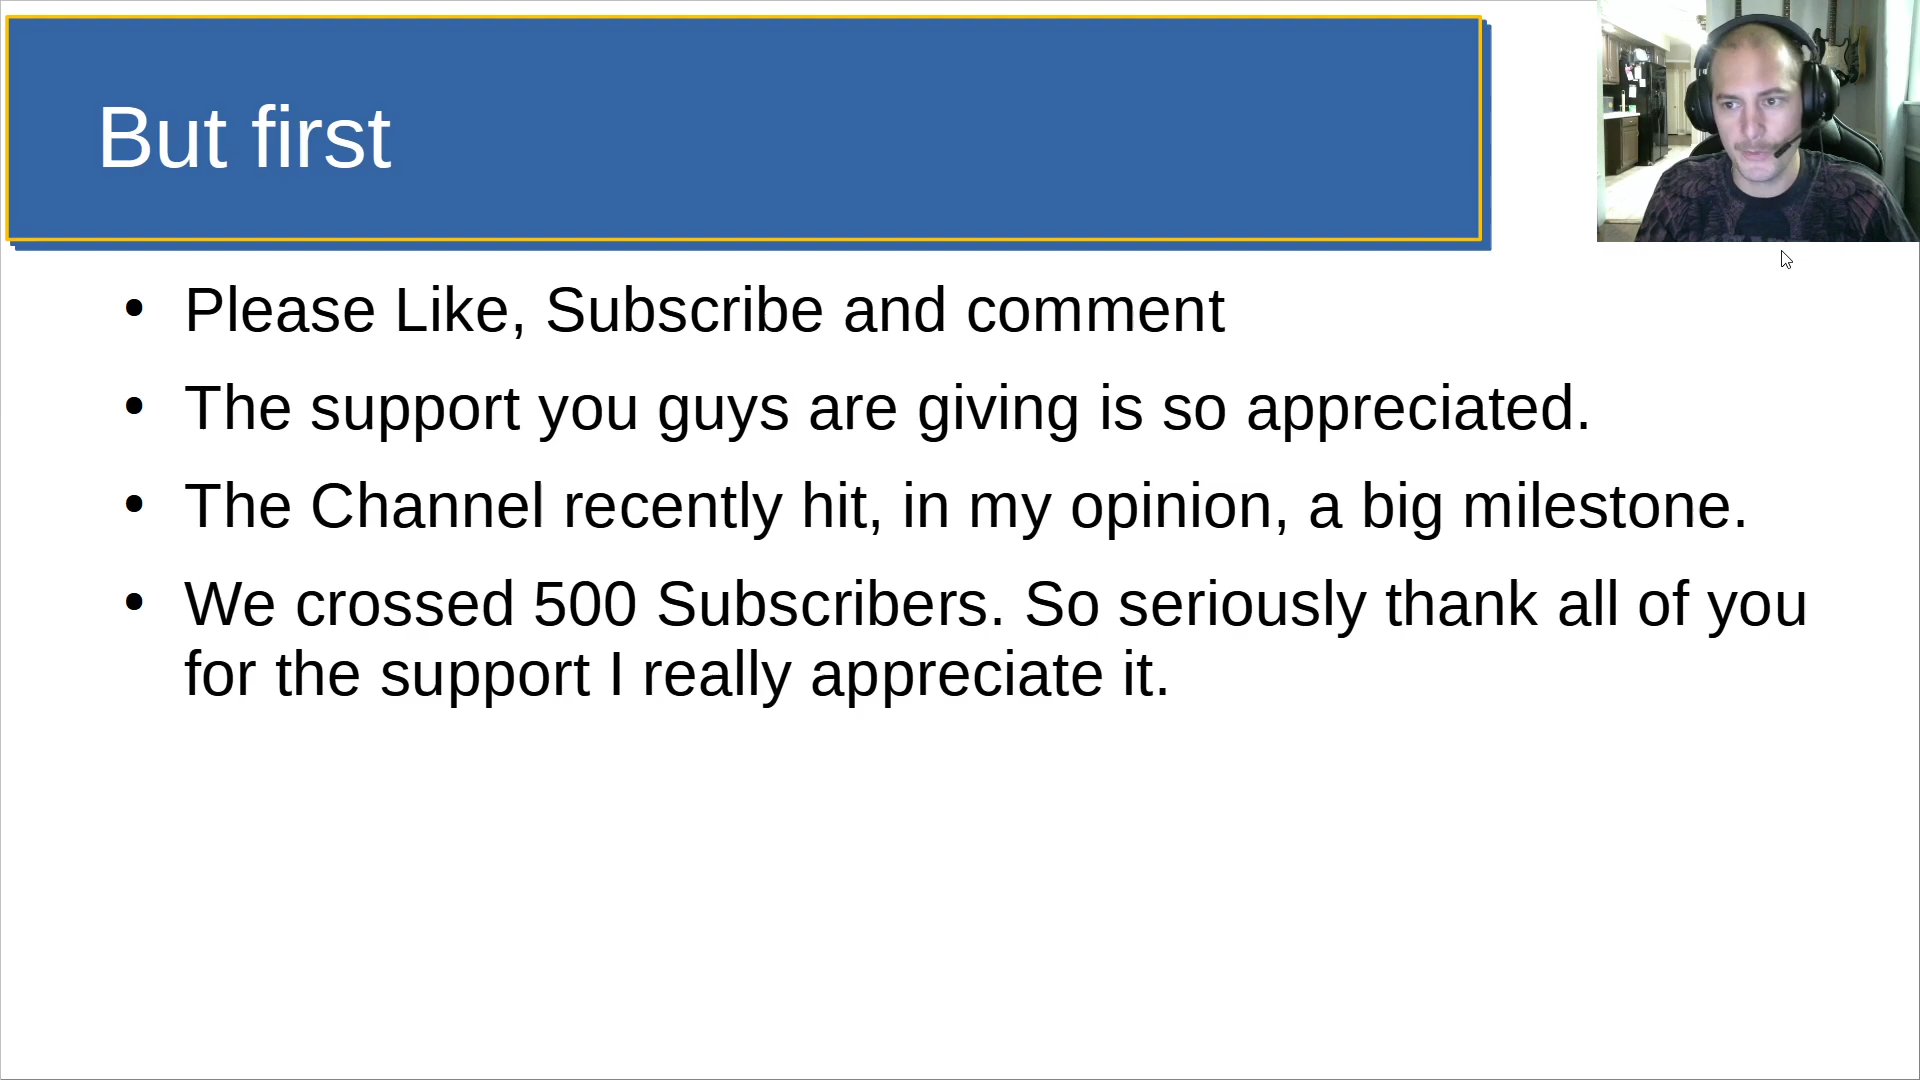 But first
• Please Like, Subscribe and comment
• The support you guys are giving is so appreciated.
• The Channel recently hit, in my opinion, a big milestone.
• We crossed 500 Subscribers. So seriously thank all of you
for the support I really appreciate it.